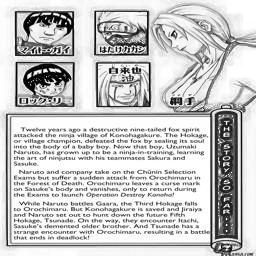 マイト・ガイ
はたけカカシ
ロック・リー
自来也
綱手
THE STORY SO FAR...
Twelve years ago a destructive nine-tailed fox spirit
attacked the ninja village of Konohagakure. The Hokage,
or village champion, defeated the fox by sealing its soul
into the body of a baby boy. Now that boy, Uzumaki
Naruto, has grown up to be a ninja-in-training, learning
the art of ninjutsu with his teammates Sakura and
Sasuke.
Naruto and company take on the Chûnin Selection
Exams but suffer a sudden attack from Orochimaru in
the Forest of Death. Orochimaru leaves a curse mark
on Sasuke's body and vanishes, only to return during
the Exams to launch Operation Destroy Konoha!
While Naruto battles Gaara, the Third Hokage falls
to Orochimaru. But Konohagakure is saved and Jiraiya
and Naruto set out to hunt down the future Fifth
Hokage, Tsunade. On the way, they encounter Itachi,
Sasuke's demented older brother. And Tsunade has a
strange encounter with Orochimaru, resulting in a battle
that ends in deadlock!